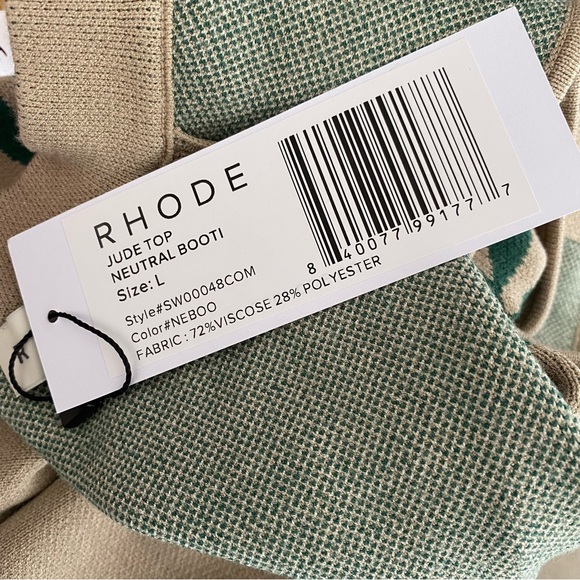 RHODE
JUDE TOP
NEUTRAL BOOTI
Size: L
Style#SW00048COM
Color#NEBOO
FABRIC : 72%VISCOSE 28% POLYESTER
8 40077 99177 7
R